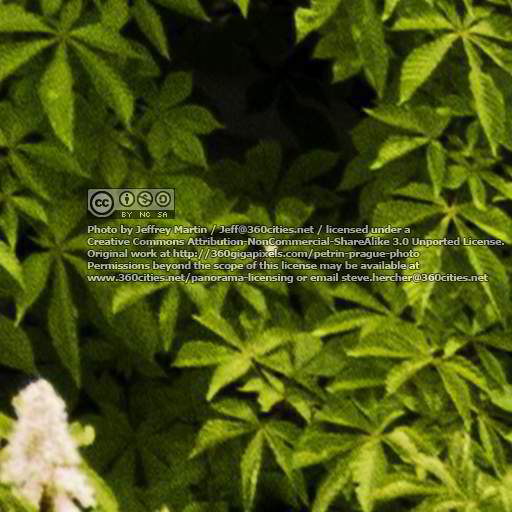 cc BY NC SA
Photo by Jeffrey Martin / Jeff@360cities.net / licensed under a
Creative Commons Attribution-NonCommercial-ShareAlike 3.0 Unported License.
Original work at http://360gigapixels.com/petrin-prague-photo
Permissions beyond the scope of this license may be available at
www.360cities.net/panorama-licensing or email steve.hercher@360cities.net